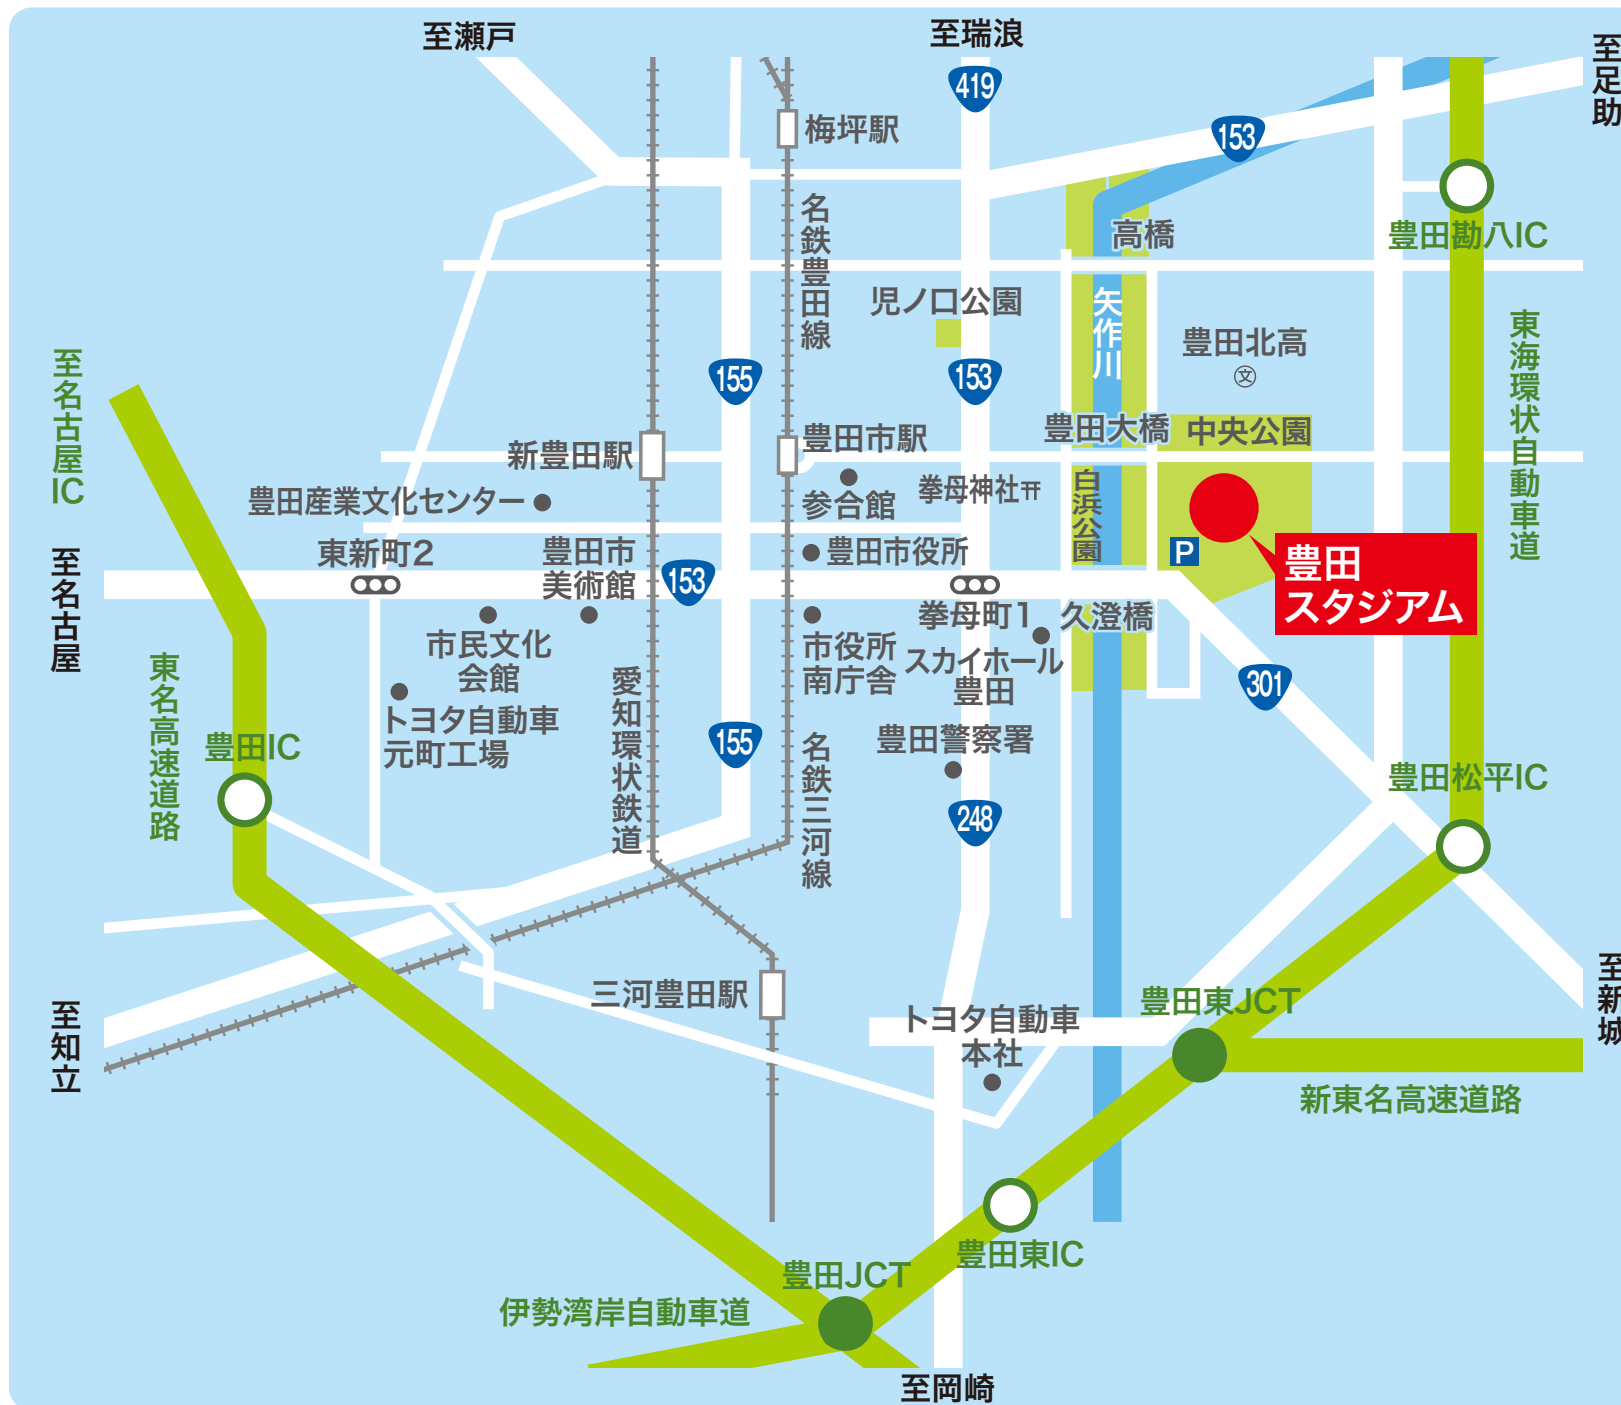 至瀬戸
至瑞浪
至足助
419
153
梅坪駅
名鉄豊田線
高橋
豊田勘八IC
児ノ口公園
矢作川
豊田北高
文
東海環状自動車道
至名古屋IC
155
153
豊田大橋
中央公園
新豊田駅
豊田市駅
豊田産業文化センター
参合館
挙母神社
白浜公園
東新町2
豊田市
美術館
豊田市役所
P
豊田
スタジアム
至名古屋
153
挙母町1
久澄橋
市民文化
会館
市役所
南庁舎
スカイホール
豊田
301
東名高速道路
トヨタ自動車
元町工場
愛知環状鉄道
豊田IC
155
名鉄三河線
豊田警察署
248
豊田松平IC
至知立
三河豊田駅
トヨタ自動車
本社
豊田東JCT
至新城
新東名高速道路
豊田東IC
豊田JCT
伊勢湾岸自動車道
至岡崎